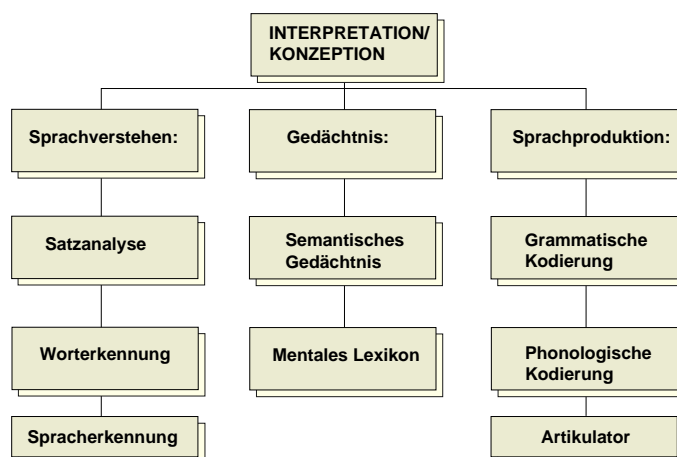 INTERPRETATION/
KONZEPTION
Sprachverstehen:
Gedächtnis:
Sprachproduktion:
Satzanalyse
Semantisches
Gedächtnis
Grammatische
Kodierung
Worterkennung
Mentales Lexikon
Phonologische
Kodierung
Spracherkennung
Artikulator